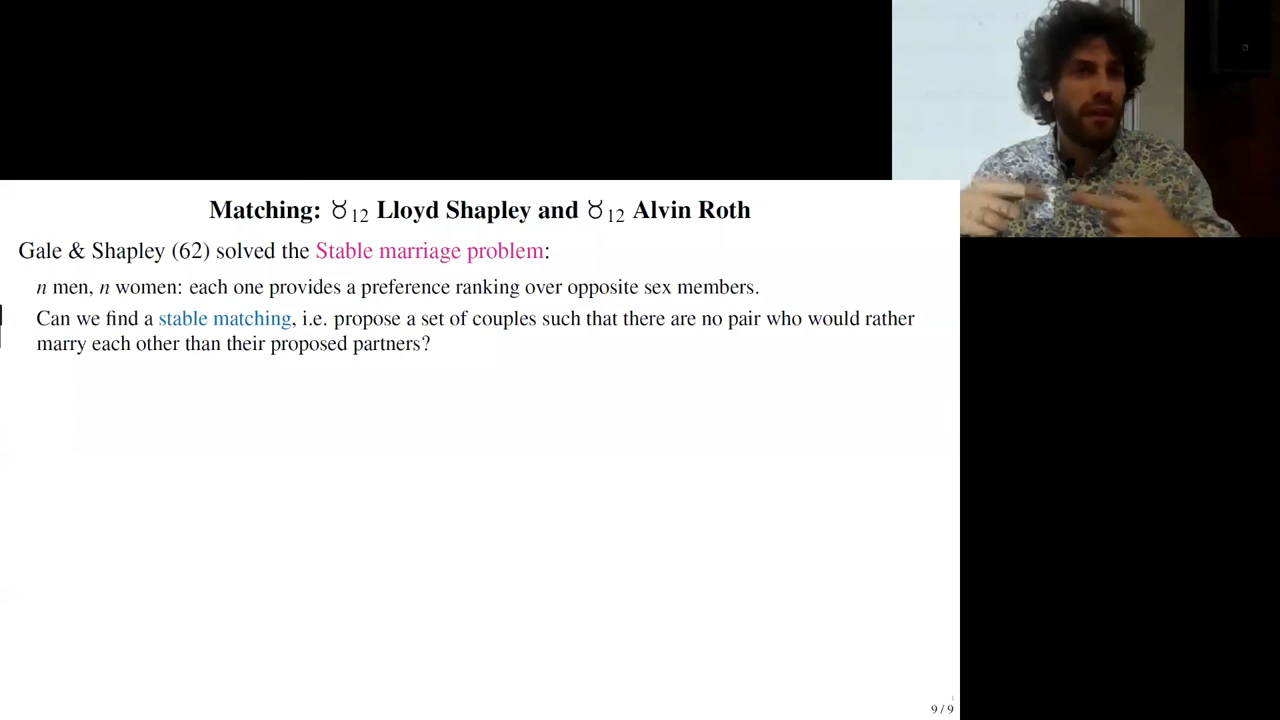 Matching: ♉12 Lloyd Shapley and ♉12 Alvin Roth
Gale & Shapley (62) solved the Stable marriage problem:
n men, n women: each one provides a preference ranking over opposite sex members.
Can we find a stable matching, i.e. propose a set of couples such that there are no pair who would rather
marry each other than their proposed partners?
9 / 9